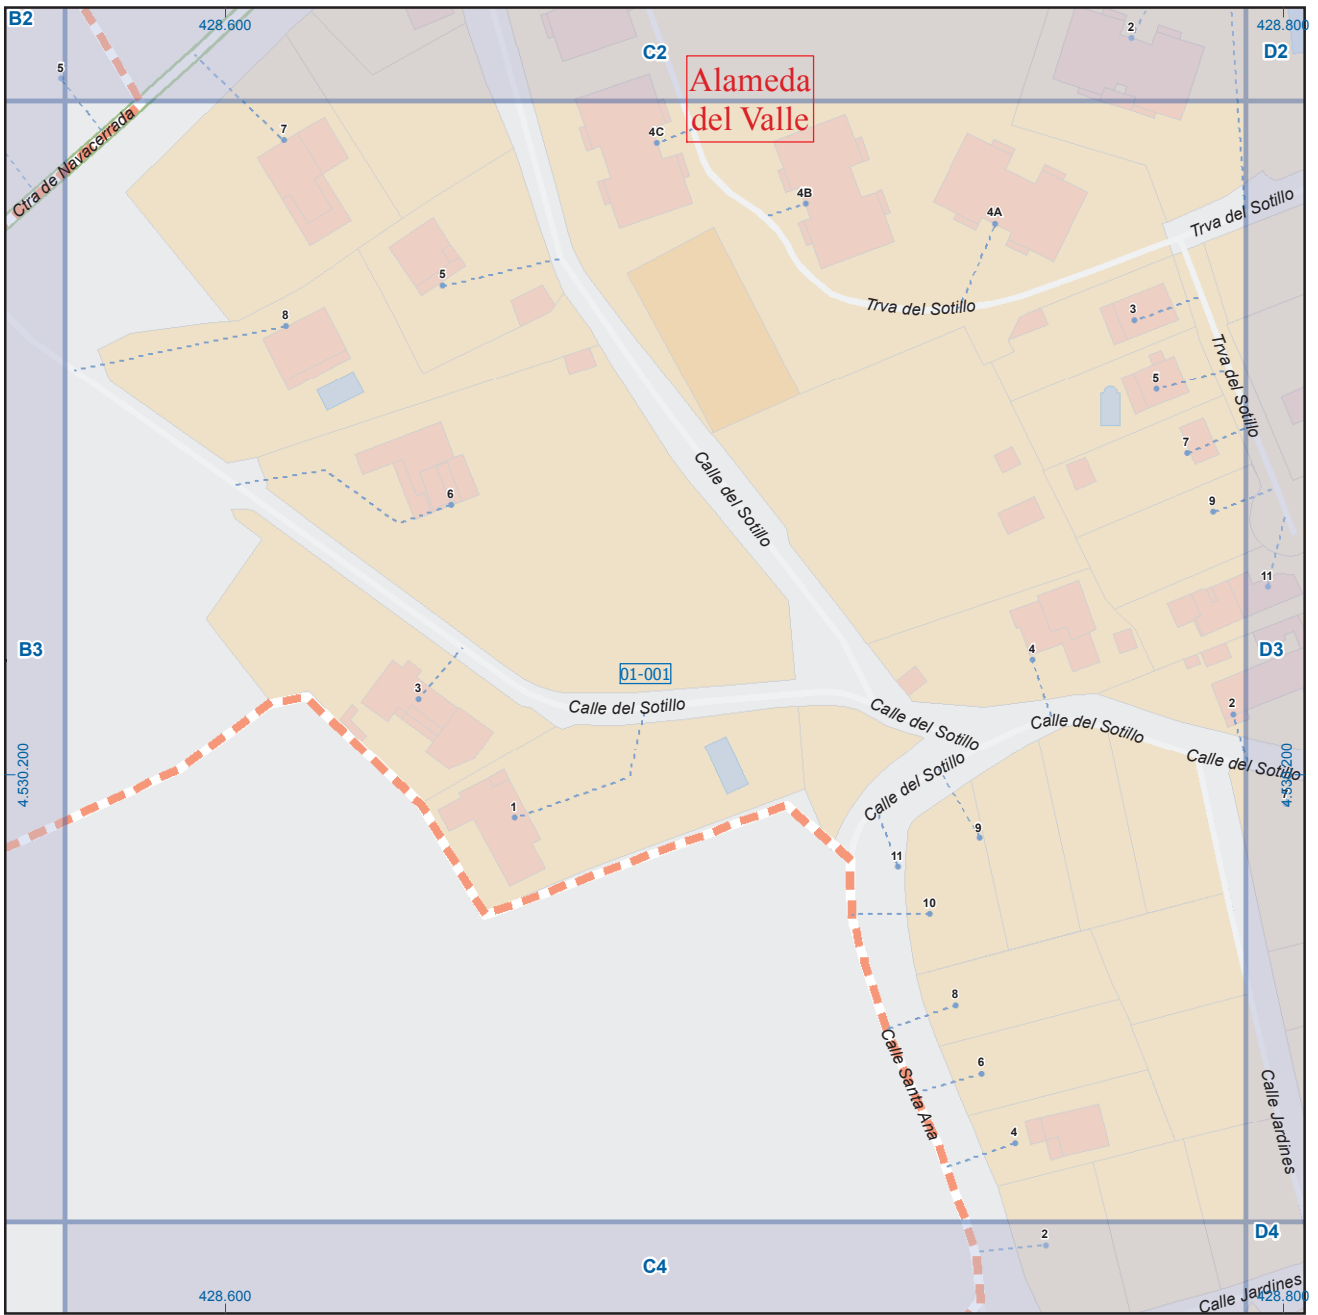 B2
428.600
C2
2
428.800
D2
5
Alameda
del Valle
7
4C
Ctra de Navacerrada
4B
4A
Trva del Sotillo
5
Trva del Sotillo
3
8
Trva del Sotillo
5
7
Calle del Sotillo
6
9
11
B3
4
D3
01-001
3
Calle del Sotillo
Calle del Sotillo
Calle del Sotillo
2
4.530.200
Calle del Sotillo
Calle del Sotillo
4.530.200
7
1
9
11
10
8
Calle Santa Ana
6
Calle Jardines
4
D4
2
C4
428.600
Calle Jardines
428.800